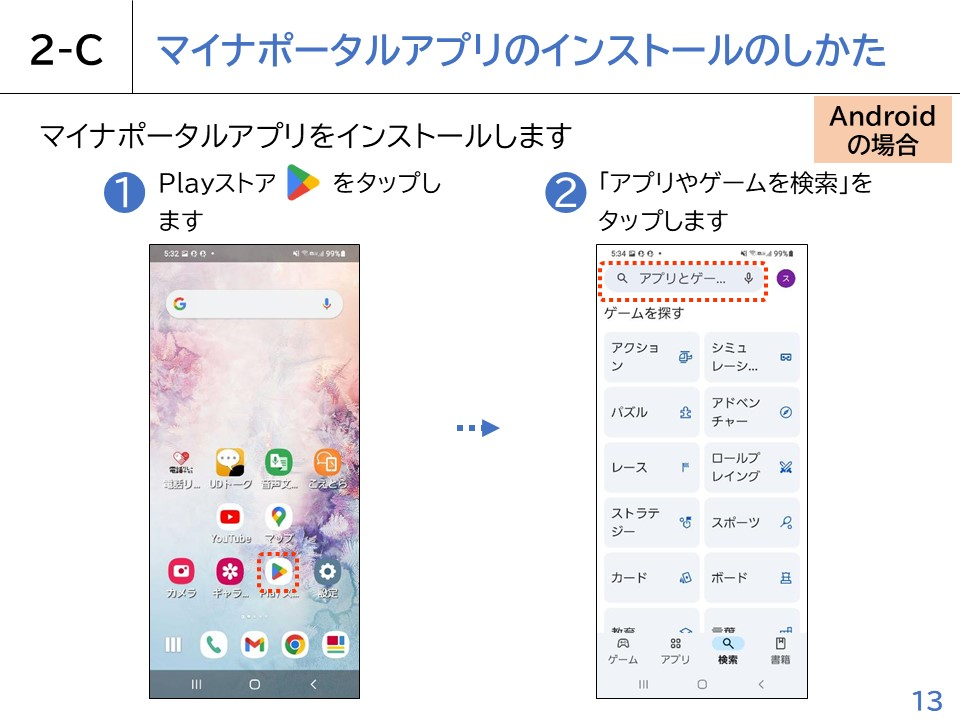 2-C
マイナポータルアプリのインストールのしかた
Android
の場合
マイナポータルアプリをインストールします
1
Playストア をタップし
ます
2
「アプリやゲームを検索」を
タップします
5:32
99%
電話リ...
UDトーク
音声文...
こえとら
YouTube
マップ
カメラ
ギャラ...
Play ス...
設定
5:34
99%
アプリとゲー...
ス
ゲームを探す
アクショ
ン
シミュ
レーシ...
パズル
アドベン
チャー
レース
ロールプ
レイング
ストラテ
ジー
スポーツ
カード
ボード
教育
言葉
ゲーム
アプリ
検索
書籍
13